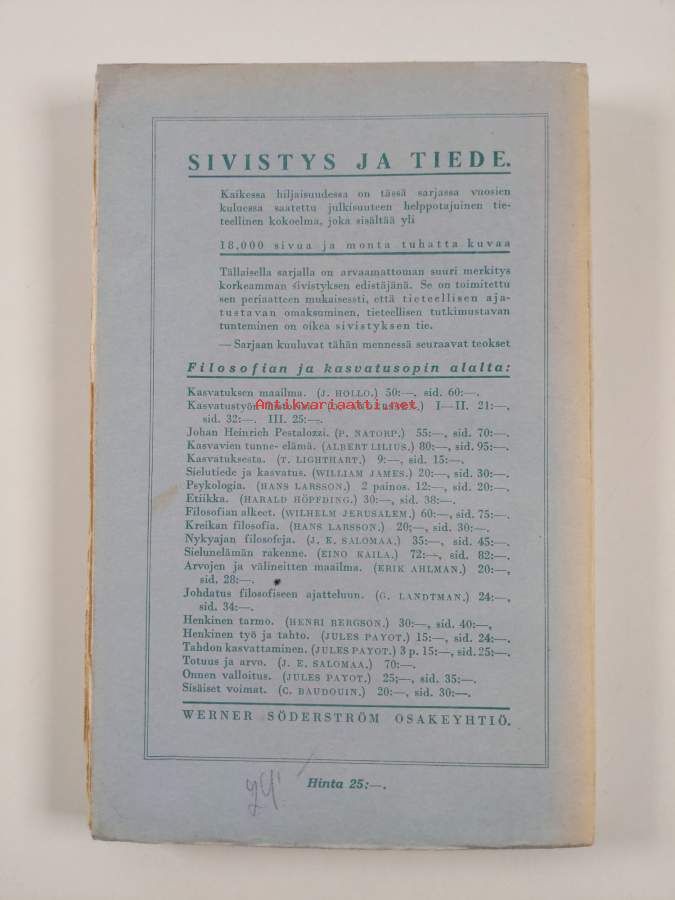 SIVISTYS JA TIEDE.
Kaikessa hiljaisuudessa on tässä sarjassa vuosien
kuluessa saatettu julkisuuteen helppotajuinen tie-
teellinen kokoelma, joka sisältää yli
18,000 sivua ja monta tuhatta kuvaa
Tällaisella sarjalla on arvaamattoman suuri merkitys
korkeamman sivistyksen edistäjänä. Se on toimitettu
sen periaatteen mukaisesti, että tieteellisen aja-
tustavan omaksuminen, tieteellisen tutkimustavan
tunteminen on oikea sivistyksen tie.
— Sarjaan kuuluvat tähän mennessä seuraavat teokset
Filosofian ja kasvatusopin alalta:
Kasvatuksen maailma. (J. HOLLO.) 50:—, sid. 60:—.
Kasvatustyön I—II. 21:—,
Antiikvariaatti.net
sid. 32:—. III. 25:—.
Johan Heinrich Pestalozzi. (P. NATORP.) 55:—, sid. 70:—.
Kasvavien tunne- elämä. (ALBERT LILIUS.) 80:—, sid. 95:—.
Kasvatuksesta. (T. LIGHTHART.) 9:—, sid. 15:—.
Sielutiede ja kasvatus. (WILLIAM JAMES.) 20:—, sid. 30:—.
Psykologia. (HANS LARSSON.) 2 painos. 12:—, sid. 20:—.
Etiikka. (HARALD HÖPFDING.) 30:—, sid. 38:—.
Filosofian alkeet. (WILHELM JERUSALEM.) 60:—, sid. 75:—.
Kreikan filosofia. (HANS LARSSON.) 20;—, sid. 30:—.
Nykyajan filosofeja. (J. E. SALOMAA.) 35:—, sid. 45:—.
Sielunelämän rakenne. (EINO KAILA.) 72:—, sid. 82:—.
Arvojen ja välineitten maailma. (ERIK AHLMAN.) 20:—,
sid. 28:—.
Johdatus filosofiseen ajatteluun. (G. LANDTMAN.) 24:—,
sid. 34:—.
Henkinen tarmo. (HENRI BERGSON.) 30:—, sid. 40:—,
Henkinen työ ja tahto. (JULES PAYOT.) 15:—, sid. 24:—.
Tahdon kasvattaminen. (JULES PAYOT.) 3 p. 15:—, sid. 25:—.
Totuus ja arvo. (J. E. SALOMAA.) 70:—.
Onnen valloitus. (JULES PAYOT.) 25;—, sid. 35:—.
Sisäiset voimat. (C. BAUDOUIN.) 20:—, sid. 30:—.
WERNER SÖDERSTRÖM OSAKEYHTIÖ.
Hinta 25:—.